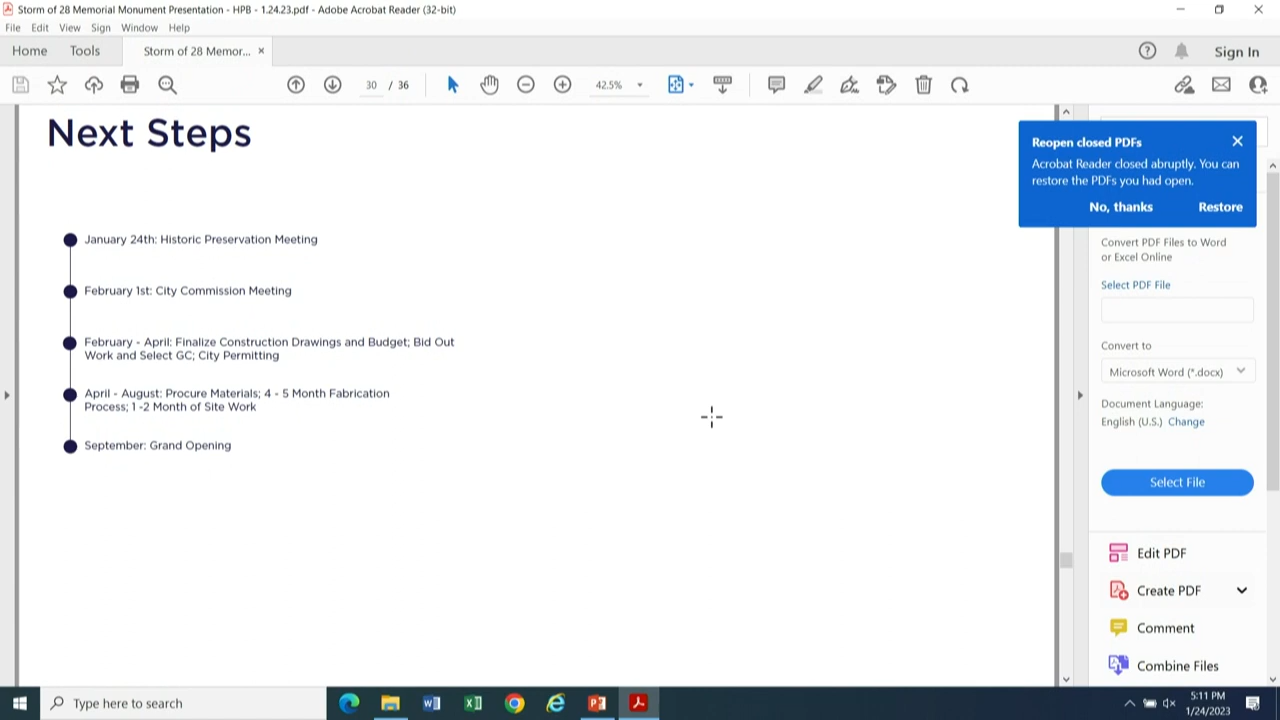 Storm of 28 Memorial Monument Presentation - HPB - 1.24.23.pdf - Adobe Acrobat Reader (32-bit)
File Edit View Sign Window Help
Home Tools Storm of 28 Memor... ×
Sign In
30 / 36 42.5%
Next Steps
January 24th: Historic Preservation Meeting
February 1st: City Commission Meeting
February - April: Finalize Construction Drawings and Budget; Bid Out
Work and Select GC; City Permitting
April - August: Procure Materials; 4 - 5 Month Fabrication
Process; 1 -2 Month of Site Work
September: Grand Opening
Reopen closed PDFs
Acrobat Reader closed abruptly. You can
restore the PDFs you had open.
No, thanks Restore
Convert PDF Files to Word
or Excel Online
Select PDF File
Convert to
Microsoft Word (*.docx)
Document Language:
English (U.S.) Change
Select File
Edit PDF
Create PDF
Comment
Combine Files
Type here to search
5:11 PM
1/24/2023